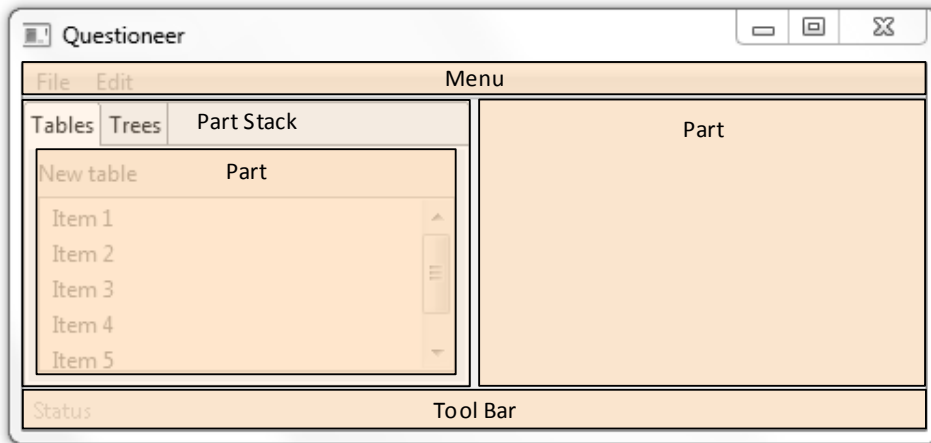 Questioneer
File Edit Menu
Tables Trees Part Stack
Part
New table Part
Item 1
Item 2
Item 3
Item 4
Item 5
Status Tool Bar